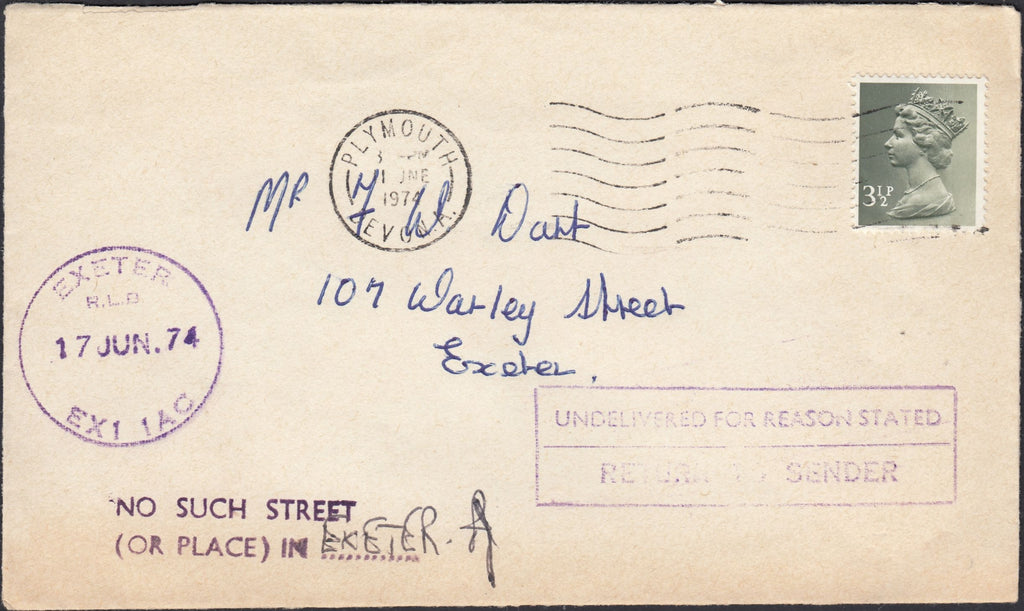 PLYMOUTH
1974
DEVON A.
3½P
MR F W Dart
107 Warley Street
Exeter.
EXETER
R.L.B
17 JUN. 74
EX1 1AC
UNDELIVERED FOR REASON STATED
RETURN TO SENDER
NO SUCH STREET
(OR PLACE) IN EXETER. A